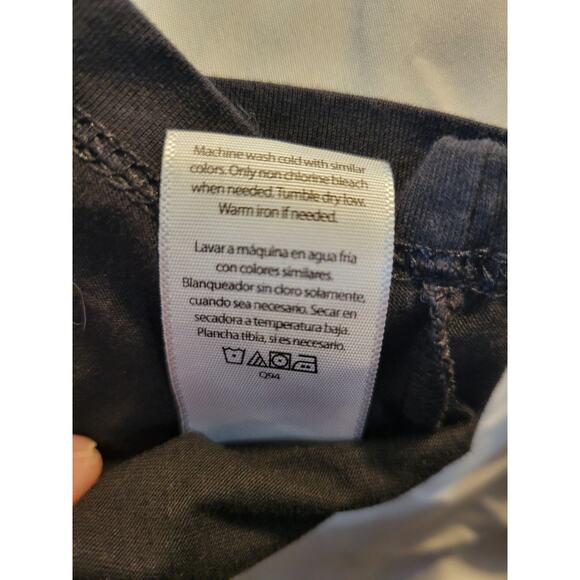 Machine wash cold with similar
colors. Only non chlorine bleach
when needed. Tumble dry low.
Warm iron if needed.
Lavar a máquina en agua fría
con colores similares.
Blanqueador sin cloro solamente,
cuando sea necesario. Secar en
secadora a temperatura baja.
Plancha tibia, si es necesario.
Q94